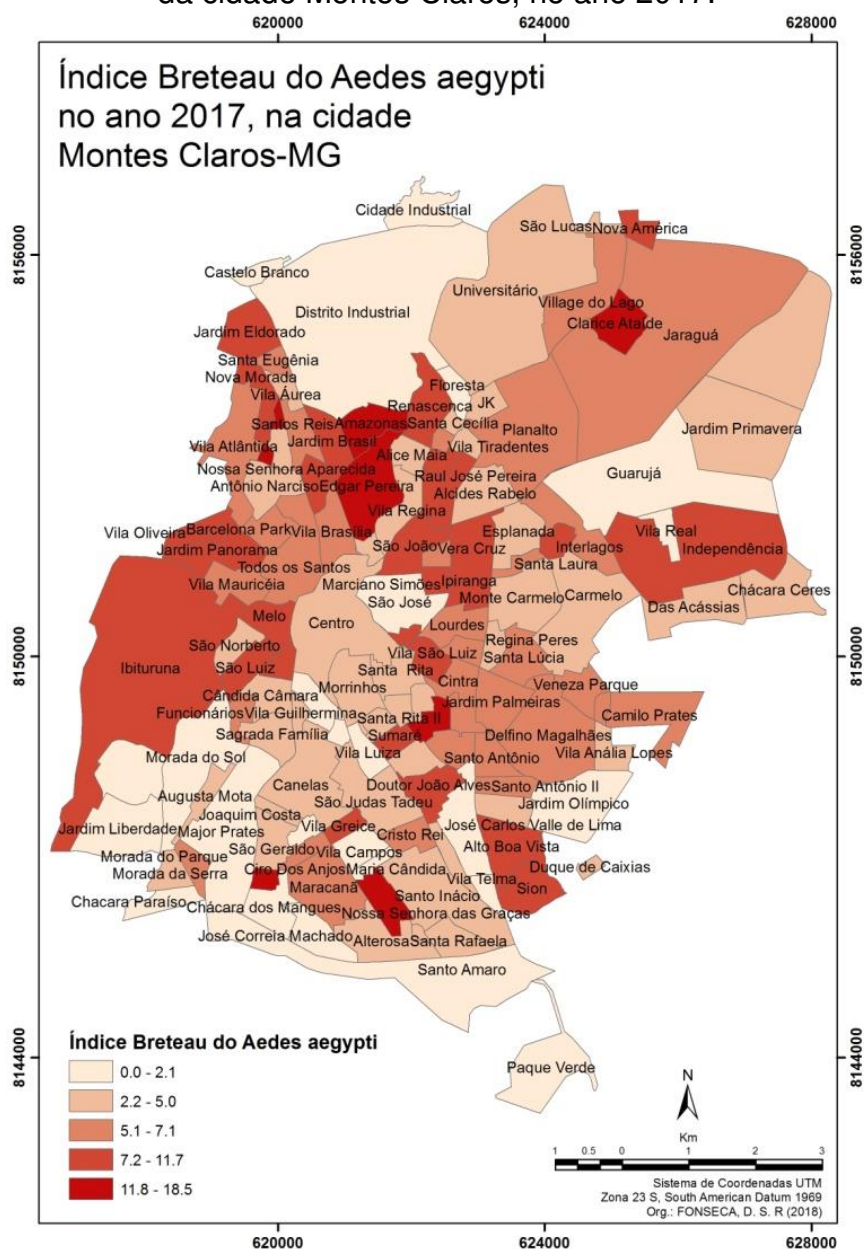 da cidade Montes Claros, no ano 2017.
620000 624000 628000
Índice Breteau do Aedes aegypti
no ano 2017, na cidade
Montes Claros-MG
Cidade Industrial
São Lucas
Nova América
8156000
8156000
Castelo Branco
Universitário
Distrito Industrial
Village do Lago
Clarice Ataíde
Jardim Eldorado
Jaraguá
Santa Eugênia
Nova Morada
Floresta
Vila Áurea
Renascença
JK
Santos Reis
Amazonas
Santa Cecília
Planalto
Jardim Primavera
Vila Atlântida
Jardim Brasil
Vila Tiradentes
Alice Maia
Nossa Senhora Aparecida
Raul José Pereira
Guarujá
Antônio Narciso
Edgar Pereira
Alcides Rabelo
Vila Regina
Vila Oliveira
Barcelona Park
Vila Brasília
Esplanada
Vila Real
Jardim Panorama
São João
Vera Cruz
Interlagos
Independência
Todos os Santos
Santa Laura
Vila Mauricéia
Marciano Simões
Ipiranga
Chácara Ceres
São José
Monte Carmelo
Carmelo
Das Acássias
Melo
Centro
Lourdes
São Norberto
Regina Peres
8150000
8150000
Vila São Luiz
Santa Lúcia
Ibituruna
São Luiz
Santa Rita
Cintra
Morrinhos
Veneza Parque
Cândida Câmara
Jardim Palmeiras
Funcionários
Vila Guilhermina
Santa Rita II
Camilo Prates
Sagrada Família
Sumaré
Delfino Magalhães
Morada do Sol
Vila Luiza
Santo Antônio
Vila Anália Lopes
Augusta Mota
Canelas
Doutor João Alves
Santo Antônio II
São Judas Tadeu
Jardim Olímpico
Joaquim Costa
Jardim Liberdade
Major Prates
Vila Greice
Cristo Rei
José Carlos Valle de Lima
Morada do Parque
São Geraldo
Vila Campos
Alto Boa Vista
Morada da Serra
Ciro Dos Anjos
Maria Cândida
Duque de Caixias
Maracanã
Vila Telma
Sion
Chacara Paraíso
Santo Inácio
Chácara dos Mangues
Nossa Senhora das Graças
José Correia Machado
Alterosa
Santa Rafaela
Santo Amaro
Índice Breteau do Aedes aegypti
0.0 - 2.1
2.2 - 5.0
5.1 - 7.1
7.2 - 11.7
11.8 - 18.5
8144000
8144000
Paque Verde
N
Km
1 0.5 0 1 2 3
Sistema de Coordenadas UTM
Zona 23 S, South American Datum 1969
Org.: FONSECA, D. S. R (2018)
620000 624000 628000